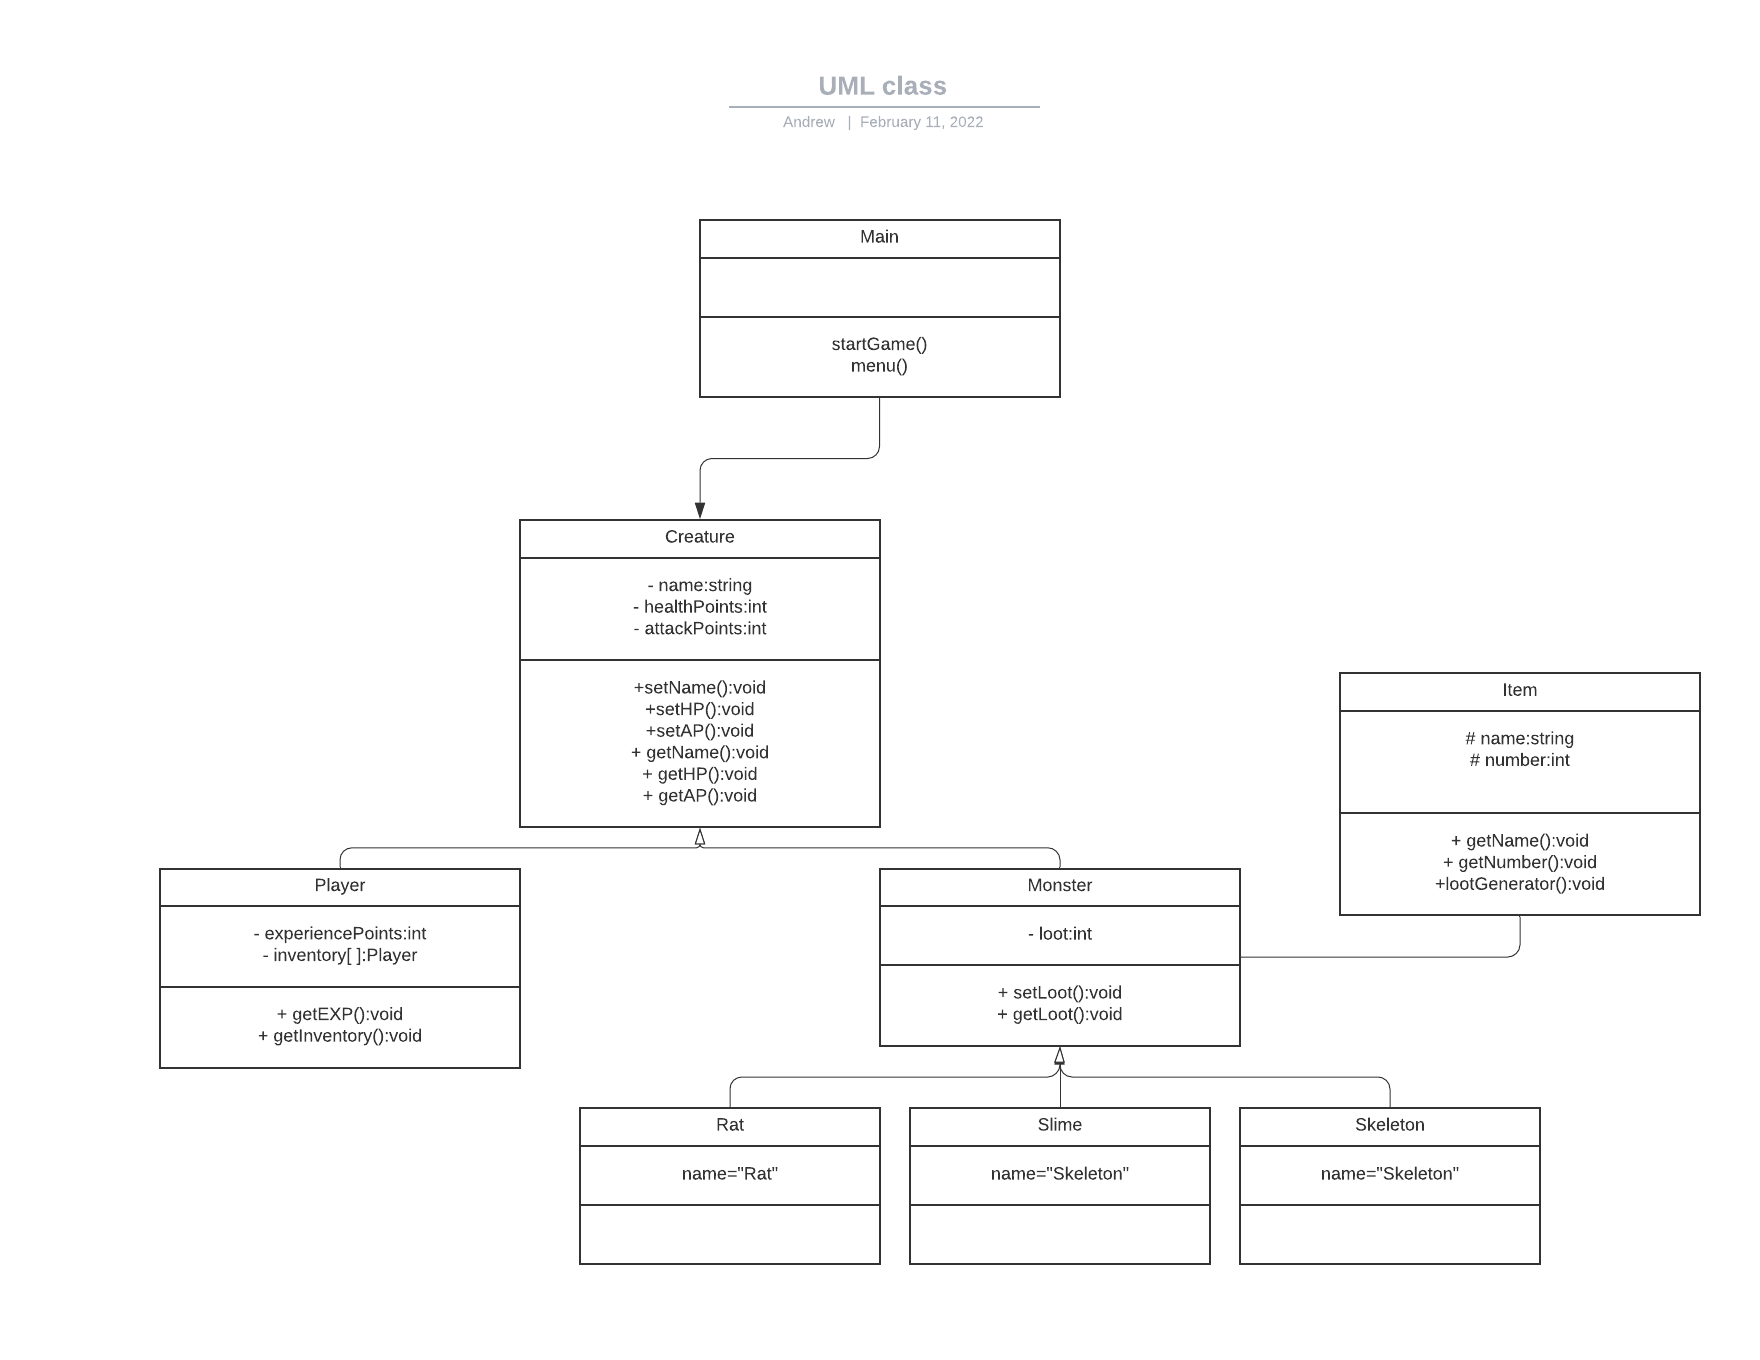 UML class
Andrew | February 11, 2022
Main
startGame()
menu()
Creature
- name:string
- healthPoints:int
- attackPoints:int
+setName():void
+setHP():void
+setAP():void
+ getName():void
+ getHP():void
+ getAP():void
Item
# name:string
# number:int
+ getName():void
+ getNumber():void
+lootGenerator():void
Player
- experiencePoints:int
- inventory[ ]:Player
+ getEXP():void
+ getInventory():void
Monster
- loot:int
+ setLoot():void
+ getLoot():void
Rat
name="Rat"
Slime
name="Skeleton"
Skeleton
name="Skeleton"